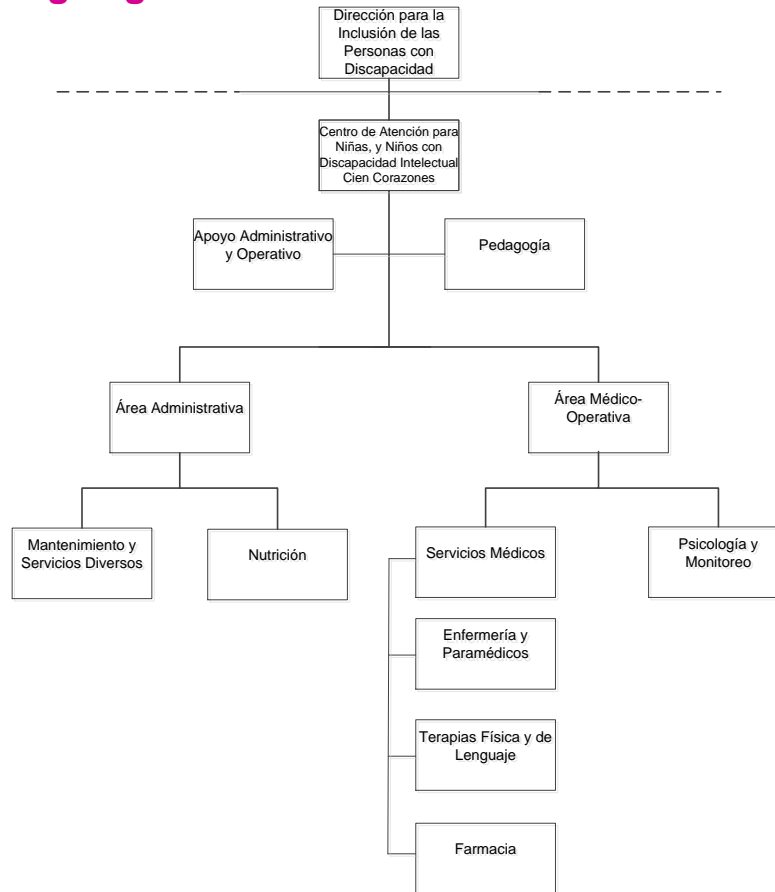 Dirección para la
Inclusión de las
Personas con
Discapacidad
Centro de Atención para
Niñas, y Niños con
Discapacidad Intelectual
Cien Corazones
Apoyo Administrativo
y Operativo
Pedagogía
Área Administrativa
Área Médico-
Operativa
Mantenimiento y
Servicios Diversos
Nutrición
Servicios Médicos
Psicología y
Monitoreo
Enfermería y
Paramédicos
Terapias Física y de
Lenguaje
Farmacia